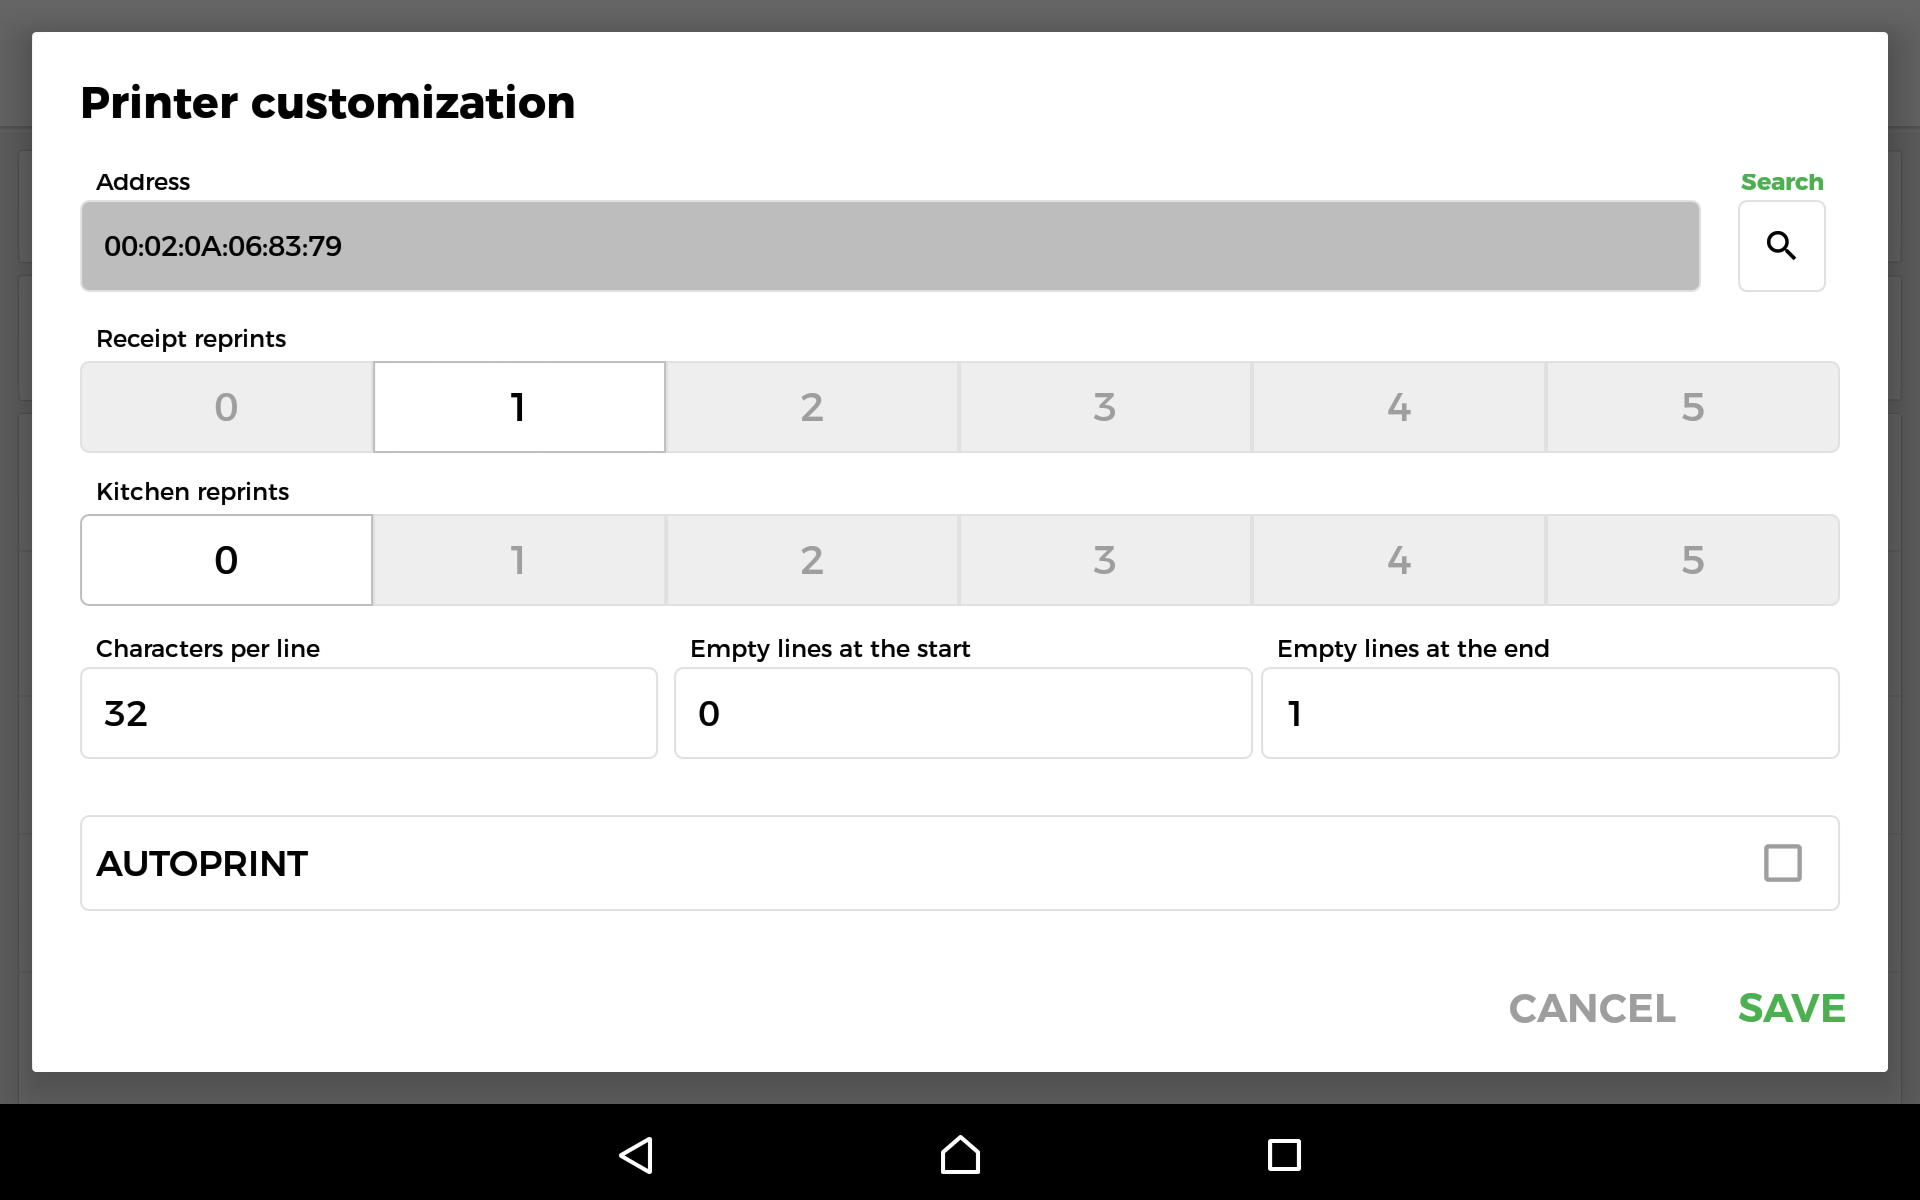 Printer customization
Address
Search
00:02:0A:06:83:79
Receipt reprints
0 1 2 3 4 5
Kitchen reprints
0 1 2 3 4 5
Characters per line Empty lines at the start Empty lines at the end
32 0 1
AUTOPRINT
CANCEL SAVE